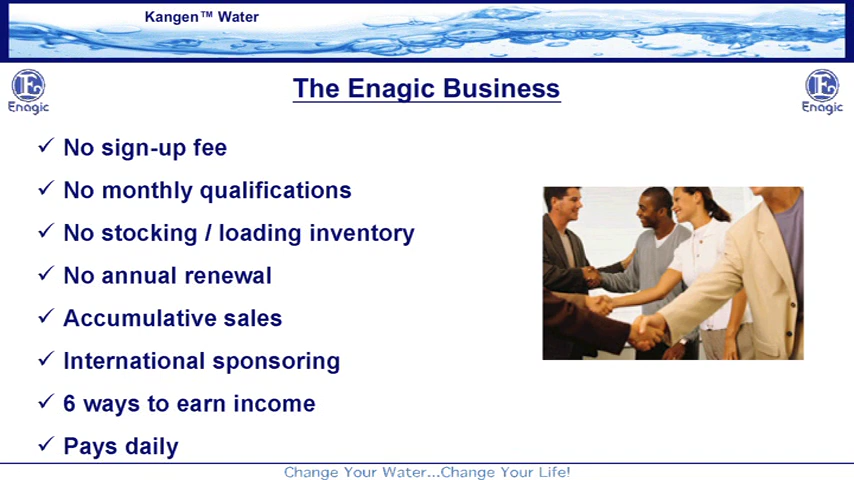 Kangen™ Water
The Enagic Business
E
Enagic
E
Enagic
✓ No sign-up fee
✓ No monthly qualifications
✓ No stocking / loading inventory
✓ No annual renewal
✓ Accumulative sales
✓ International sponsoring
✓ 6 ways to earn income
✓ Pays daily
Change Your Water...Change Your Life!